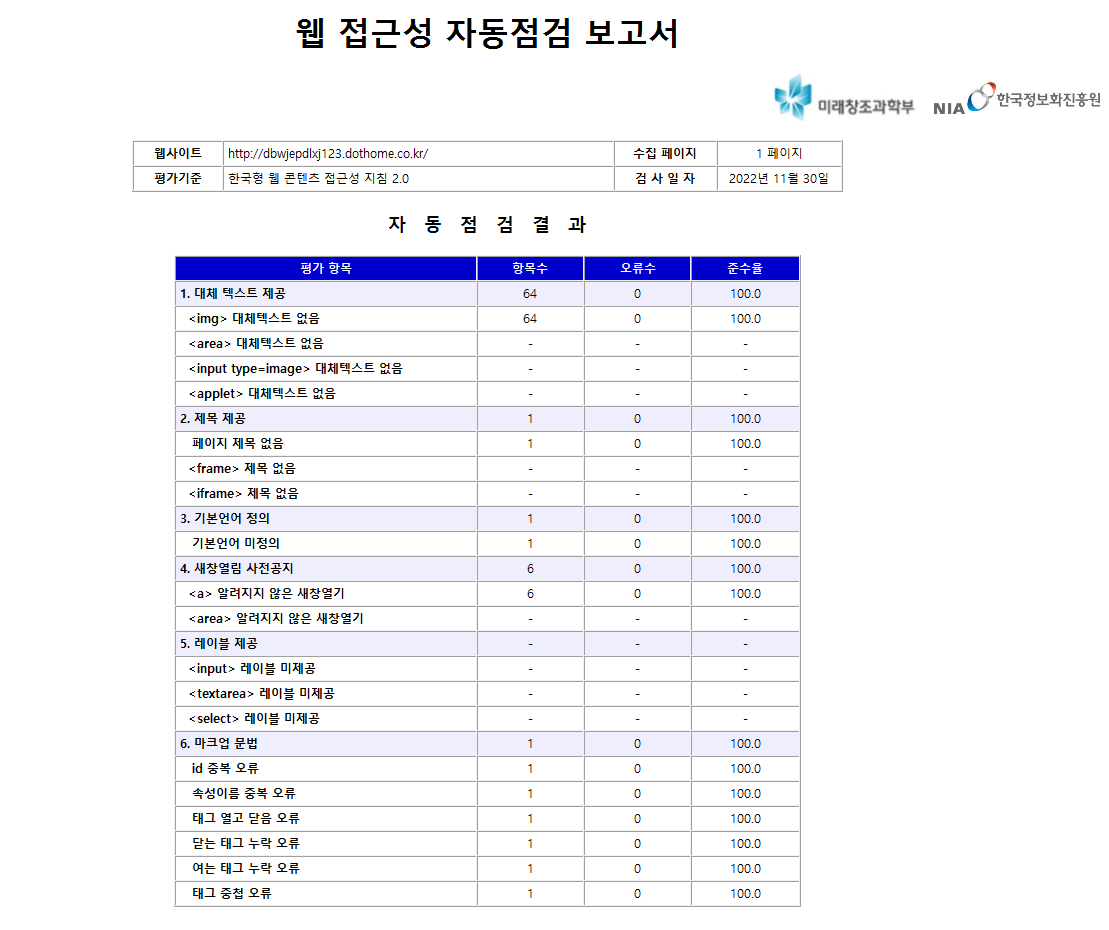 웹 접근성 자동점검 보고서
미래창조과학부 NIA 한국정보화진흥원
웹사이트 http://dbwjepdlxj123.dothome.co.kr/ 수집 페이지 1 페이지
평가기준 한국형 웹 콘텐츠 접근성 지침 2.0 검 사 일 자 2022년 11월 30일
자 동 점 검 결 과
평가 항목 항목수 오류수 준수율
1. 대체 텍스트 제공 64 0 100.0
<img> 대체텍스트 없음 64 0 100.0
<area> 대체텍스트 없음 - - -
<input type=image> 대체텍스트 없음 - - -
<applet> 대체텍스트 없음 - - -
2. 제목 제공 1 0 100.0
페이지 제목 없음 1 0 100.0
<frame> 제목 없음 - - -
<iframe> 제목 없음 - - -
3. 기본언어 정의 1 0 100.0
기본언어 미정의 1 0 100.0
4. 새창열림 사전공지 6 0 100.0
<a> 알려지지 않은 새창열기 6 0 100.0
<area> 알려지지 않은 새창열기 - - -
5. 레이블 제공 - - -
<input> 레이블 미제공 - - -
<textarea> 레이블 미제공 - - -
<select> 레이블 미제공 - - -
6. 마크업 문법 1 0 100.0
id 중복 오류 1 0 100.0
속성이름 중복 오류 1 0 100.0
태그 열고 닫음 오류 1 0 100.0
닫는 태그 누락 오류 1 0 100.0
여는 태그 누락 오류 1 0 100.0
태그 중첩 오류 1 0 100.0